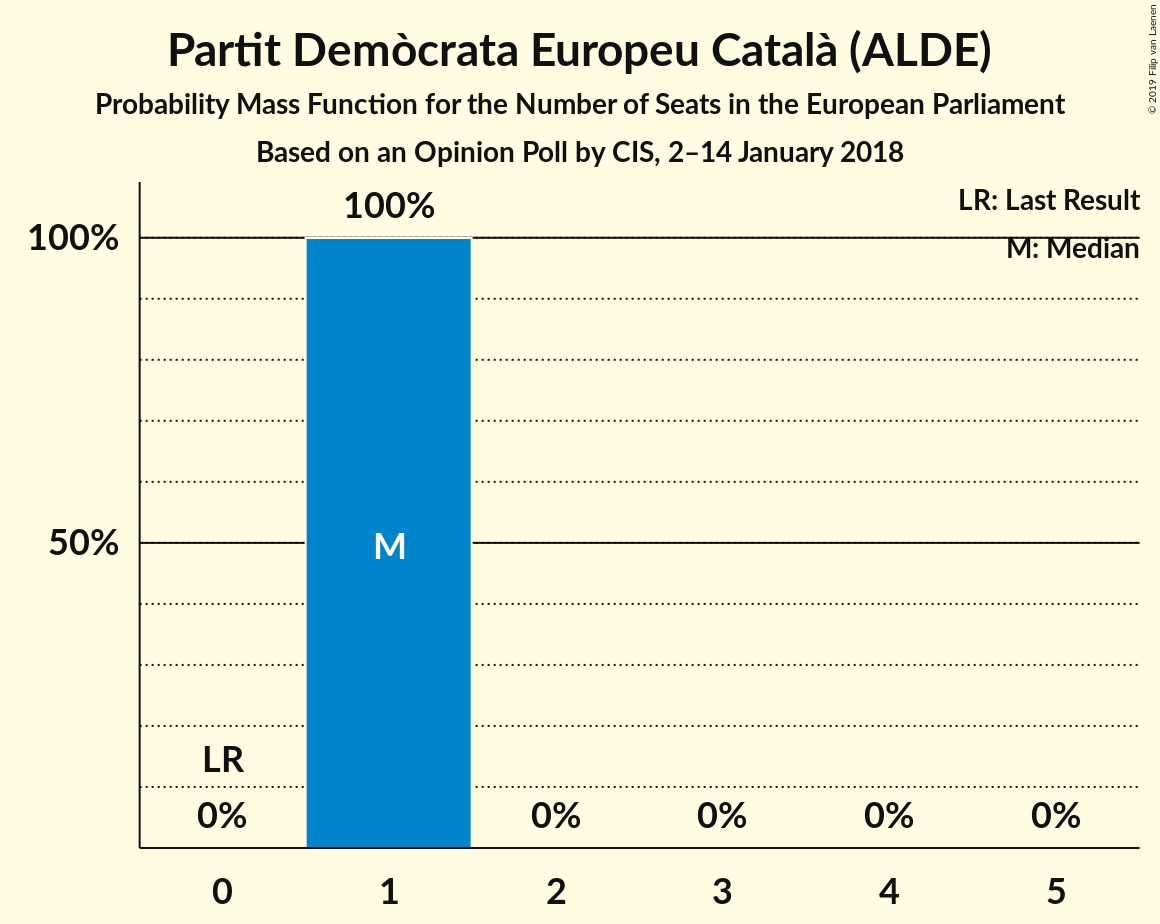 Partit Demòcrata Europeu Català (ALDE)
Probability Mass Function for the Number of Seats in the European Parliament
Based on an Opinion Poll by CIS, 2–14 January 2018
© 2019 Filip van Laenen
LR: Last Result
M: Median
100%
100%
50%
M
LR
0%
0%
0%
0%
0%
0
1
2
3
4
5